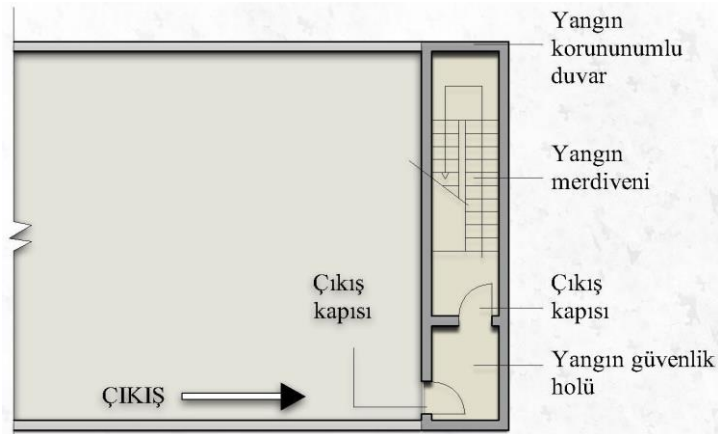 Yangın
korununumlu
duvar
Yangın
merdiveni
Çıkış
kapısı
Çıkış
kapısı
Yangın güvenlik
holü
ÇIKIŞ